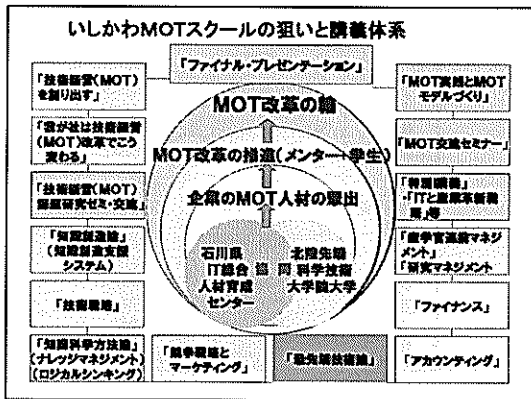 いしかわMOTスクールの狙いと講義体系
「ファイナル・プレゼンテーション」
「技術経営(MOT)
を創り出す」
「我が社は技術経営
(MOT)改革でこう
変わる」
「技術経営(MOT)
課題研究ゼミ・交流」
「知識創造論」
(知識創造支援
システム)
「技術戦略」
「知識科学方法論」
(ナレッジマネジメント)
(ロジカルシンキング)
MOT改革の輪
MOT改革の推進(メンター…+学生)
企業のMOT人材の輩出
石川県
IT総合
人材育成
センター
協同
北陸先端
科学技術
大学院大学
「競争戦略と
マーケティング」
「最先端技術論」
「MOT実践とMOT
モデルづくり」
「MOT交流セミナー」
「特別講義」
・「ITと産業革新戦
略」等
「産学官連携マネジ
メント」
「研究マネジメント
「ファイナンス」
「アカウンティング」